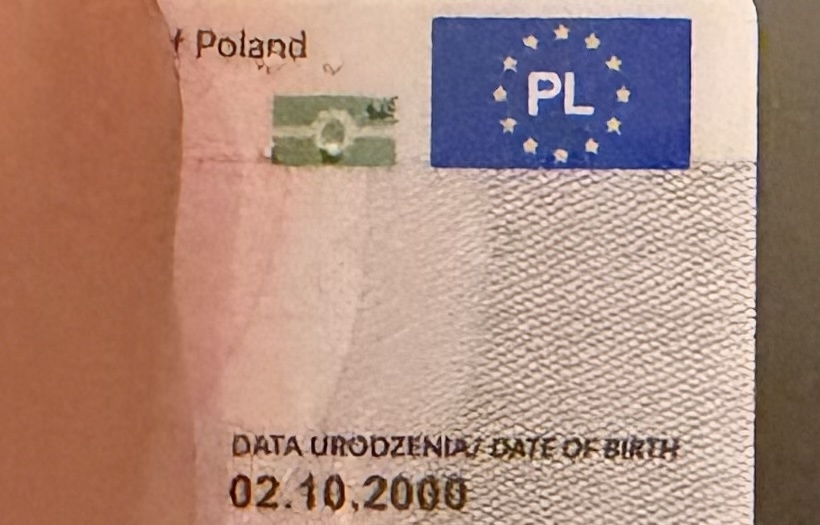 Poland
PL
DATA URODZENIA/ DATE OF BIRTH
02.10.2000